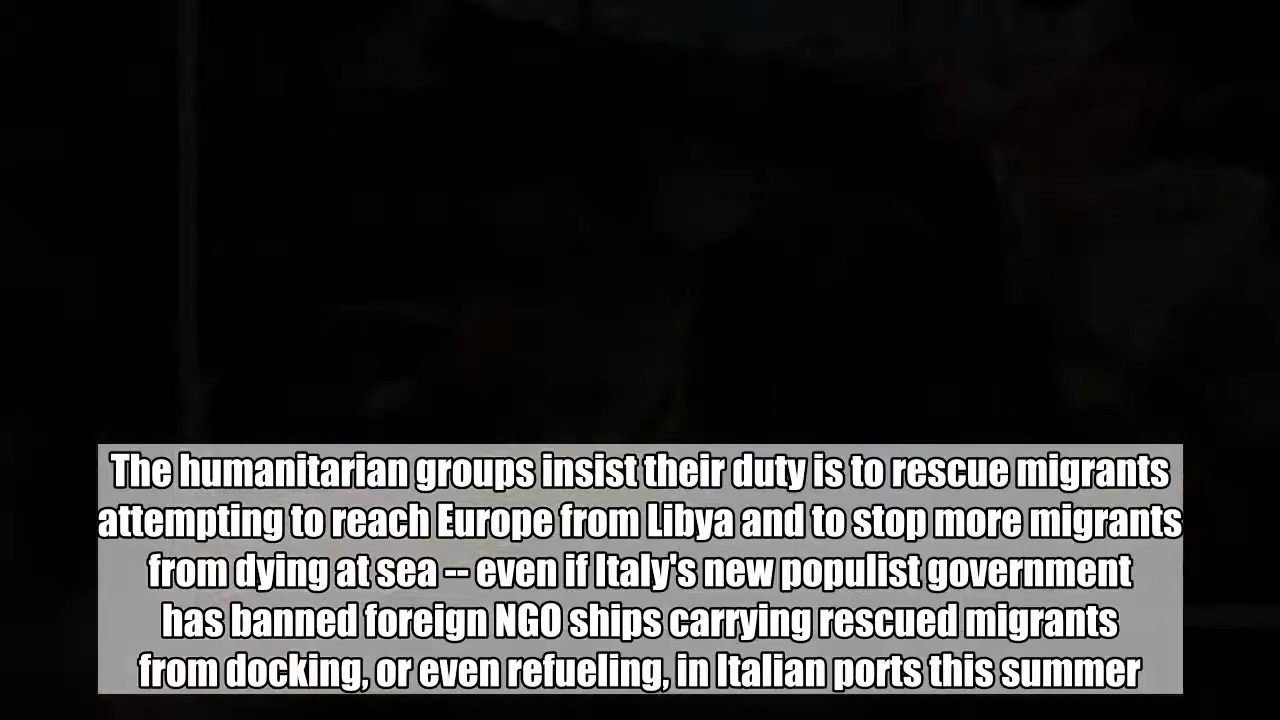 The humanitarian groups insist their duty is to rescue migrants
attempting to reach Europe from Libya and to stop more migrants
from dying at sea -- even if Italy's new populist government
has banned foreign NGO ships carrying rescued migrants
from docking, or even refueling, in Italian ports this summer